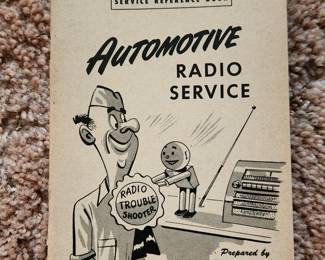 SERVICE REFERENCE BOOK
AUTOMOTIVE
RADIO
SERVICE
RADIO
TROUBLE
SHOOTER
Prepared by